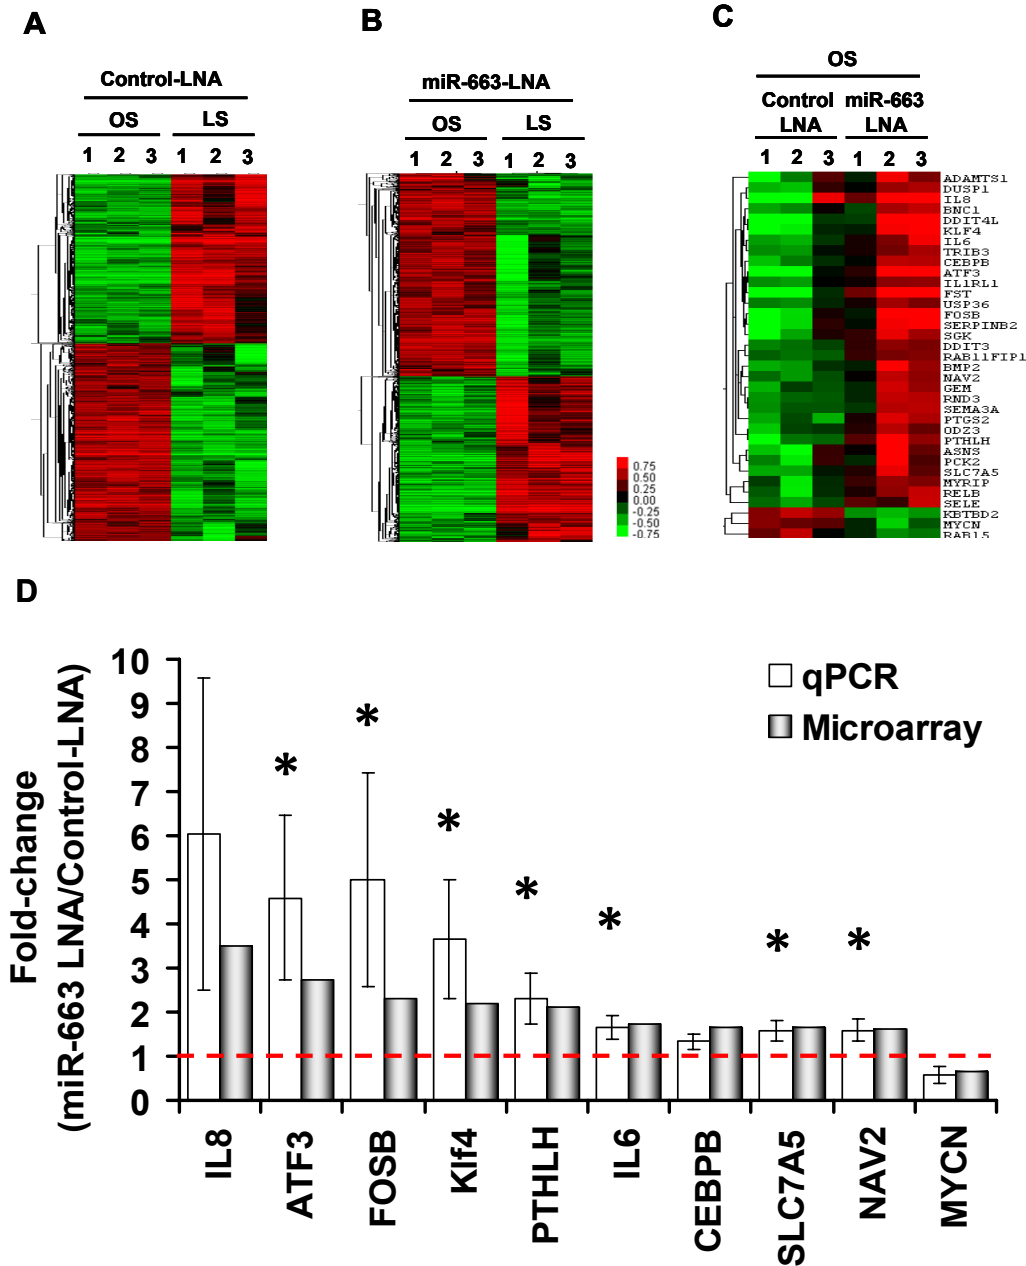 A
B
C
Control-LNA
OS LS
1 2 3 1 2 3
miR-663-LNA
OS LS
1 2 3 1 2 3
OS
Control miR-663
LNA LNA
1 2 3 1 2 3
ADAMTS1
DUSP1
IL8
BNC1
DDIT4L
KLF4
IL6
TRIB3
CEBPB
ATF3
IL1RL1
FST
USP36
FOSB
SERPINB2
SGK
DDIT3
RAB11FIP1
BMP2
NAV2
GEM
RND3
SEMA3A
PTGS2
ODZ3
PTHLH
ASNS
PCK2
SLC7A5
MYRIP
RELB
SELE
KBTBD2
MYCN
RAB15
0.75
0.50
0.25
0.00
-0.25
-0.50
-0.75
D
Fold-change
(miR-663 LNA/Control-LNA)
10
9
8
7
6
5
4
3
2
1
0
qPCR
Microarray
*
*
*
*
*
*
*
IL8
ATF3
FOSB
Klf4
PTHLH
IL6
CEBPB
SLC7A5
NAV2
MYCN